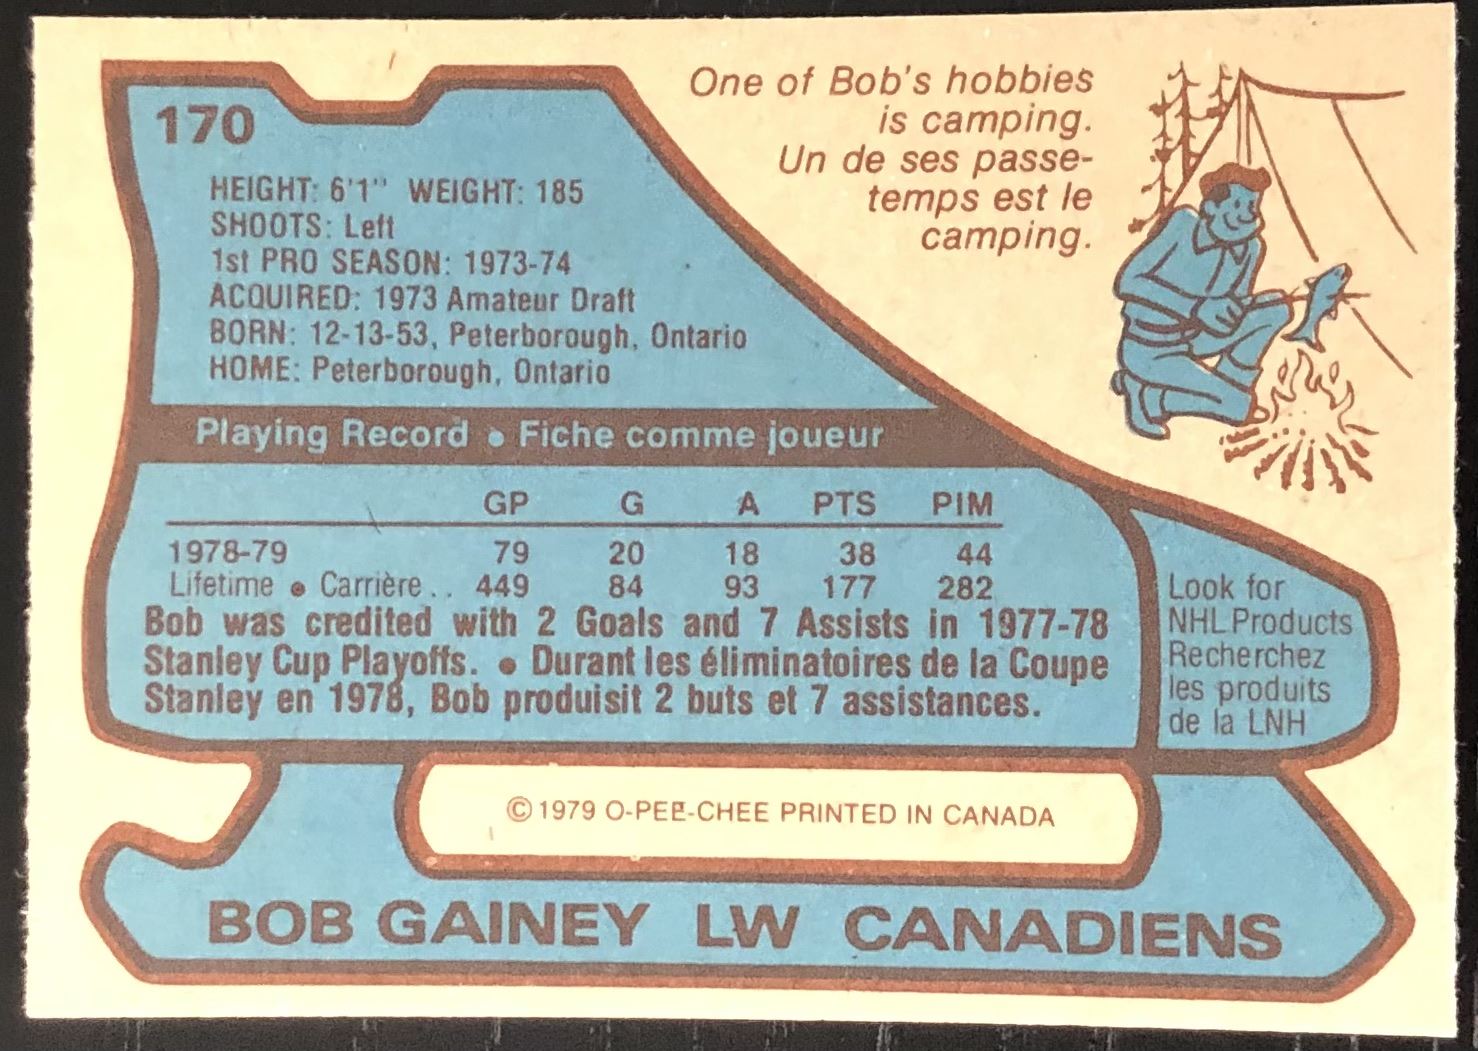 170
One of Bob's hobbies
is camping.
Un de ses passe-
temps est le
camping.
HEIGHT: 6'1" WEIGHT: 185
SHOOTS: Left
1st PRO SEASON: 1973-74
ACQUIRED: 1973 Amateur Draft
BORN: 12-13-53, Peterborough, Ontario
HOME: Peterborough, Ontario
Playing Record • Fiche comme joueur
GP G A PTS PIM
1978-79 79 20 18 38 44
Lifetime • Carrière .. 449 84 93 177 282
Bob was credited with 2 Goals and 7 Assists in 1977-78
Stanley Cup Playoffs. • Durant les éliminatoires de la Coupe
Stanley en 1978, Bob produisit 2 buts et 7 assistances.
Look for
NHL Products
Recherchez
les produits
de la LNH
© 1979 O-PEE-CHEE PRINTED IN CANADA
BOB GAINEY LW CANADIENS